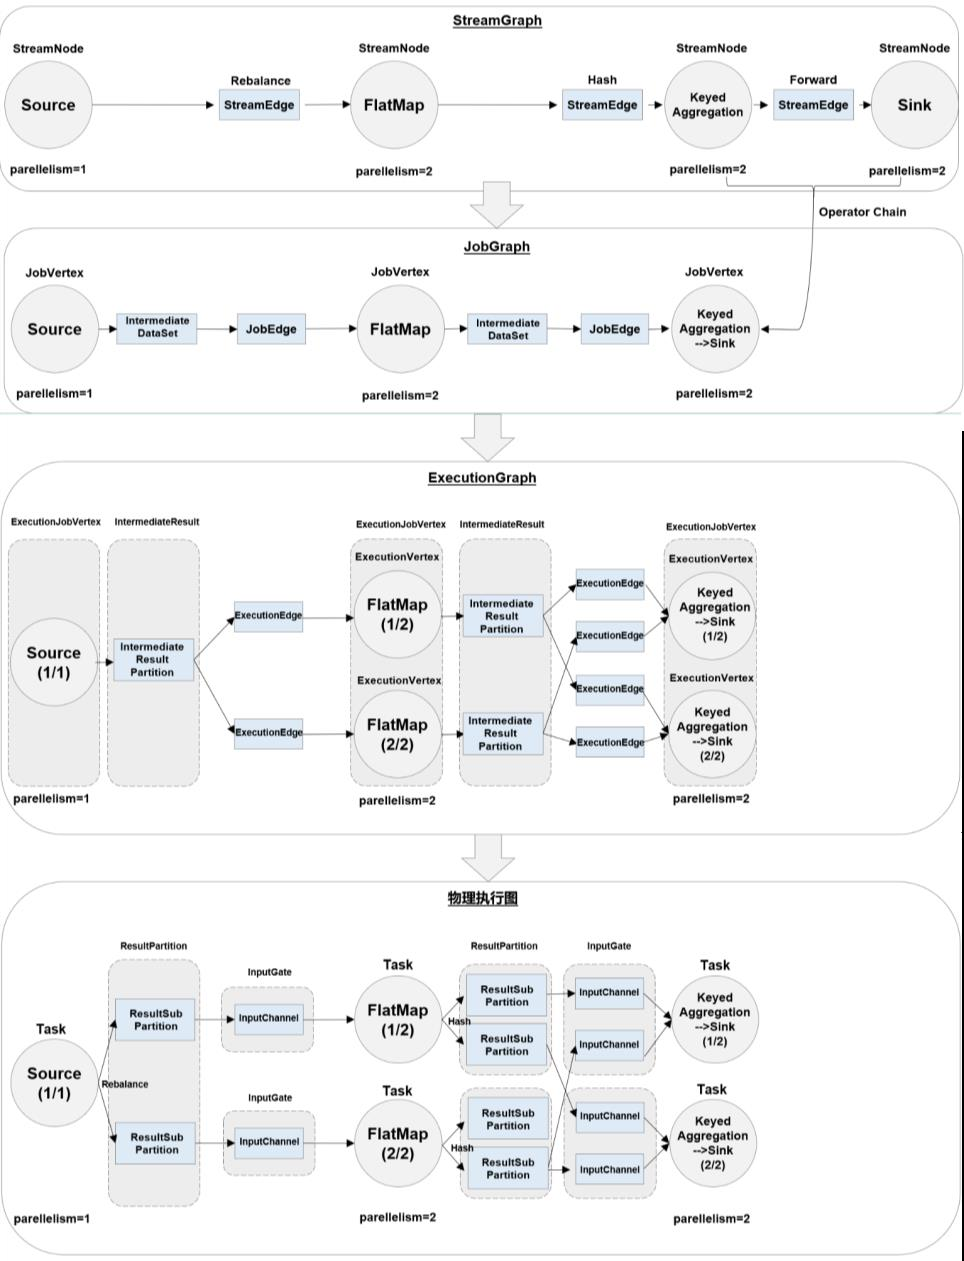 StreamGraph
StreamNode
StreamNode
StreamNode
StreamNode
Rebalance
Hash
Forward
Source
StreamEdge
FlatMap
StreamEdge
Keyed
Aggregation
StreamEdge
Sink
parellelism=1
parellelism=2
parellelism=2
parellelism=2
Operator Chain
JobGraph
JobVertex
JobVertex
JobVertex
Source
Intermediate
DataSet
JobEdge
FlatMap
Intermediate
DataSet
JobEdge
Keyed
Aggregation
-->Sink
parellelism=1
parellelism=2
parellelism=2
ExecutionGraph
ExecutionJobVertex
IntermediateResult
ExecutionJobVertex
IntermediateResult
ExecutionJobVertex
ExecutionVertex
ExecutionVertex
Source
(1/1)
Intermediate
Result
Partition
ExecutionEdge
ExecutionEdge
FlatMap
(1/2)
ExecutionVertex
FlatMap
(2/2)
Intermediate
Result
Partition
Intermediate
Result
Partition
ExecutionEdge
ExecutionEdge
ExecutionEdge
ExecutionEdge
Keyed
Aggregation
-->Sink
(1/2)
ExecutionVertex
Keyed
Aggregation
-->Sink
(2/2)
parellelism=1
parellelism=2
parellelism=2
物理执行图
ResultPartition
ResultPartition
InputGate
Task
Source
(1/1)
Rebalance
ResultSub
Partition
ResultSub
Partition
InputGate
InputChannel
InputGate
InputChannel
Task
FlatMap
(1/2)
Task
FlatMap
(2/2)
Hash
Hash
ResultSub
Partition
ResultSub
Partition
ResultSub
Partition
ResultSub
Partition
InputChannel
InputChannel
InputChannel
InputChannel
Task
Keyed
Aggregation
-->Sink
(1/2)
Task
Keyed
Aggregation
-->Sink
(2/2)
parellelism=1
parellelism=2
parellelism=2